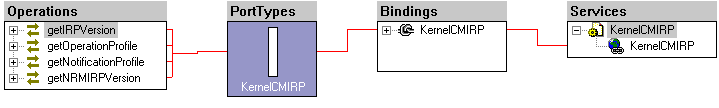 Operations
getIRPVersion
getOperationProfile
getNotificationProfile
getNRMIRPVersion
PortTypes
KernelCMIRP
Bindings
KernelCMIRP
Services
KernelCMIRP
KernelCMIRP